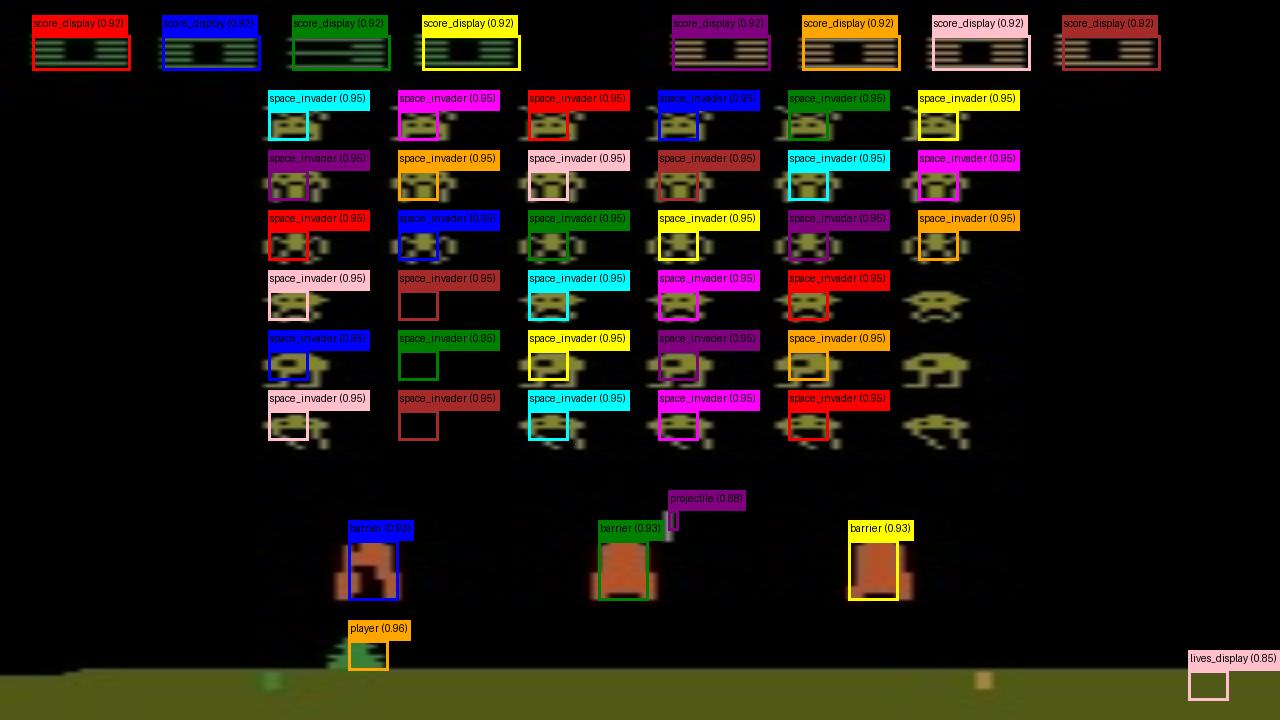 score_display (0.92) score_display (0.92) score_display (0.92) score_display (0.92) score_display (0.92) score_display (0.92) score_display (0.92) score_display (0.92)
space_invader (0.95) space_invader (0.95) space_invader (0.95) space_invader (0.95) space_invader (0.95) space_invader (0.95)
space_invader (0.95) space_invader (0.95) space_invader (0.95) space_invader (0.95) space_invader (0.95) space_invader (0.95)
space_invader (0.95) space_invader (0.95) space_invader (0.95) space_invader (0.95) space_invader (0.95) space_invader (0.95)
space_invader (0.95) space_invader (0.95) space_invader (0.95) space_invader (0.95) space_invader (0.95)
space_invader (0.95) space_invader (0.95) space_invader (0.95) space_invader (0.95) space_invader (0.95)
space_invader (0.95) space_invader (0.95) space_invader (0.95) space_invader (0.95) space_invader (0.95)
projectile (0.88)
barrier (0.93) barrier (0.93) barrier (0.93)
player (0.96)
lives_display (0.85)